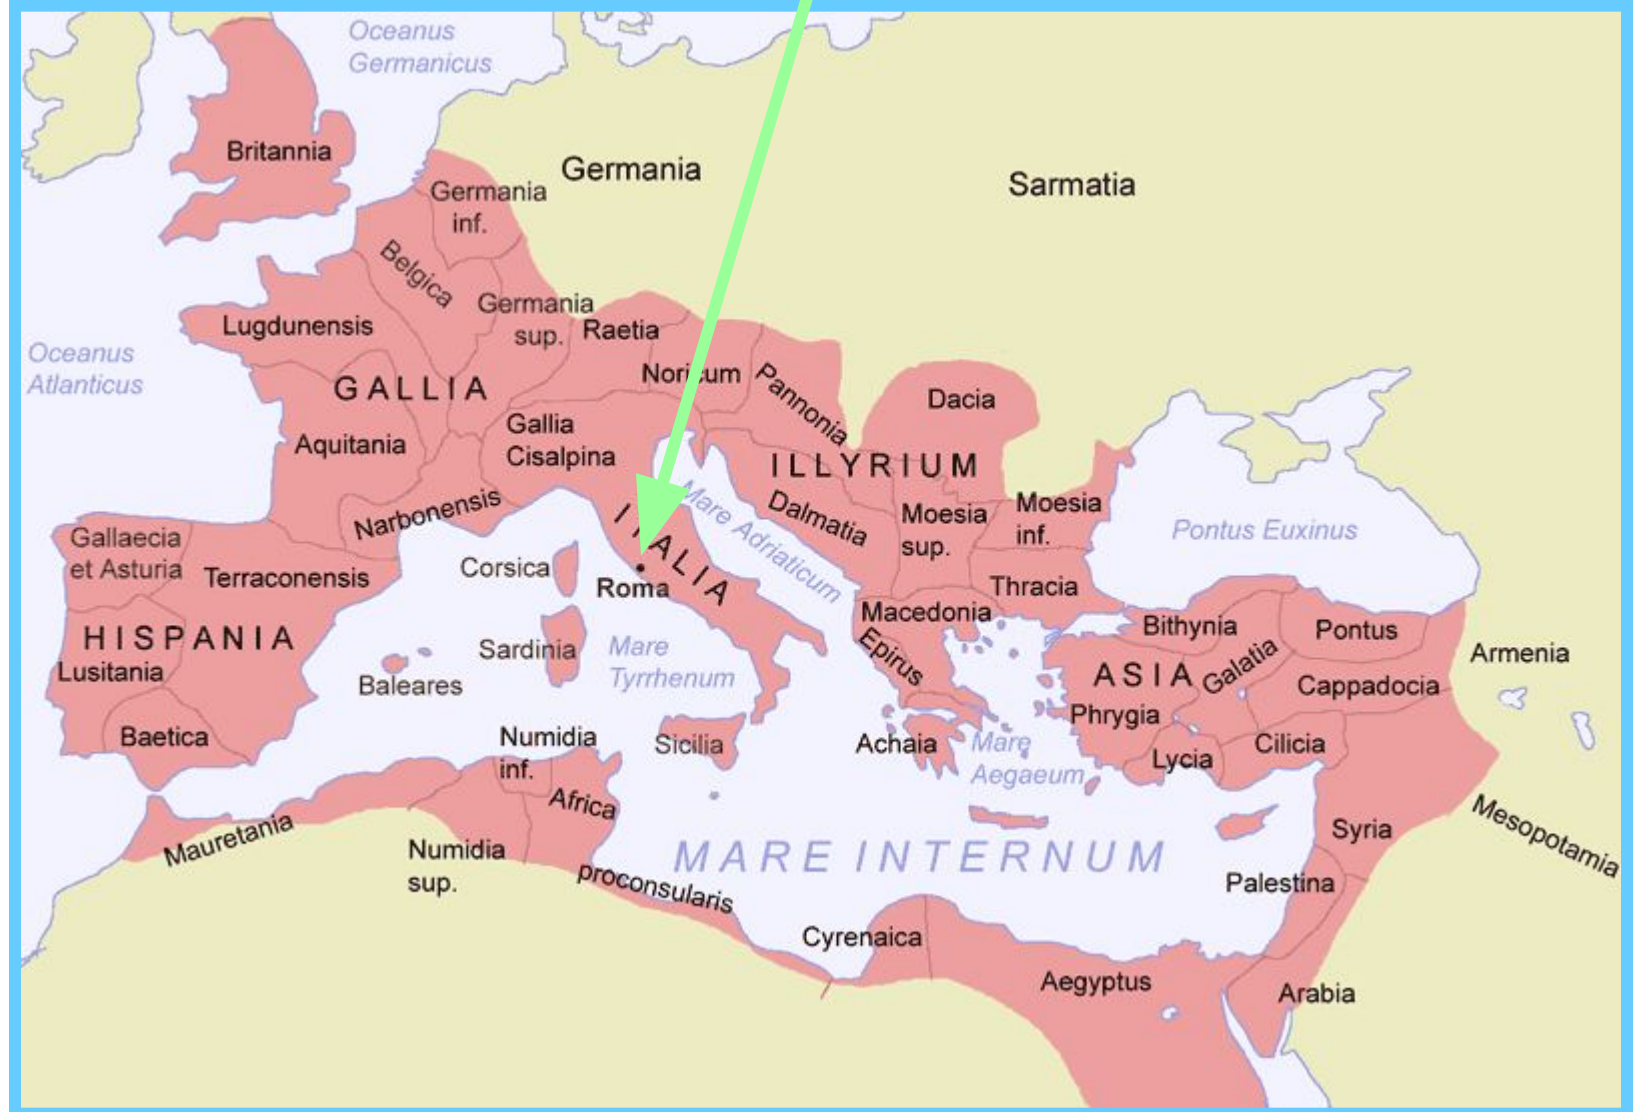 Oceanus
Germanicus
Britannia
Germania
Sarmatia
Germania
inf.
Belgica
Germania
sup.
Lugdunensis
Raetia
Oceanus
Atlanticus
Noricum
Pannonia
GALLIA
Dacia
Gallia
Cisalpina
Aquitania
ILLYRIUM
Narbonensis
ITALIA
Mare Adriaticum
Dalmatia
Moesia
sup.
Moesia
inf.
Pontus Euxinus
Gallaecia
et Asturia
Terraconensis
Corsica
Roma
Thracia
Macedonia
Bithynia
Pontus
HISPANIA
Lusitania
Sardinia
Mare
Tyrrhenum
Epirus
Armenia
ASIA
Galatia
Cappadocia
Baleares
Phrygia
Baetica
Numidia
inf.
Sicilia
Achaia
Mare
Aegaeum
Lycia
Cilicia
Africa
Mauretania
Numidia
sup.
MARE INTERNUM
Syria
Mesopotamia
proconsularis
Palestina
Cyrenaica
Aegyptus
Arabia